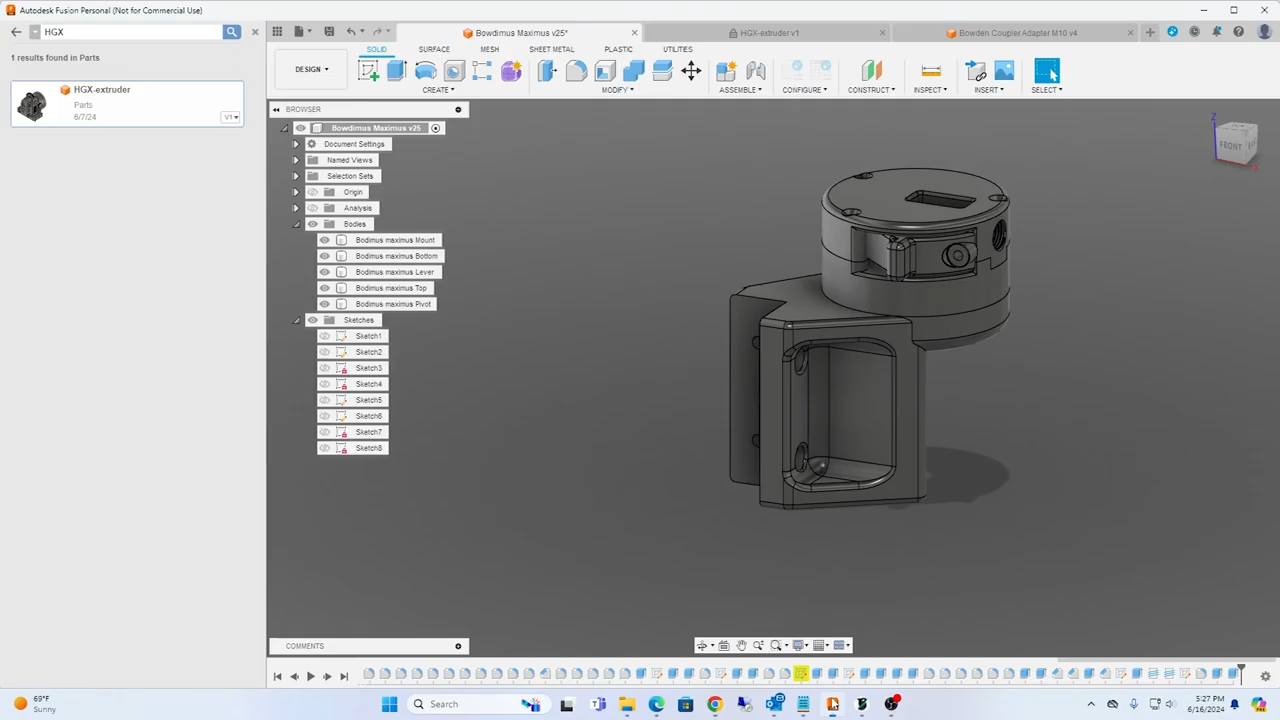 Autodesk Fusion Personal (Not for Commercial Use)
HGX
1 results found in Parts
HGX-extruder
Parts
6/7/24
V1
Bowdimus Maximus v25*
HGX-extruder v1
Bowden Coupler Adapter M10 v4
SOLID
SURFACE
MESH
SHEET METAL
PLASTIC
UTILITIES
DESIGN
CREATE
MODIFY
ASSEMBLE
CONFIGURE
CONSTRUCT
INSPECT
INSERT
SELECT
BROWSER
Bowdimus Maximus v25
Document Settings
Named Views
Selection Sets
Origin
Analysis
Bodies
Bodimus maximus Mount
Bodimus maximus Bottom
Bodimus maximus Lever
Bodimus maximus Top
Bodimus maximus Pivot
Sketches
Sketch1
Sketch2
Sketch3
Sketch4
Sketch5
Sketch6
Sketch7
Sketch8
Z
FRONT
X
COMMENTS
69°F
Sunny
Search
5:27 PM
6/16/2024